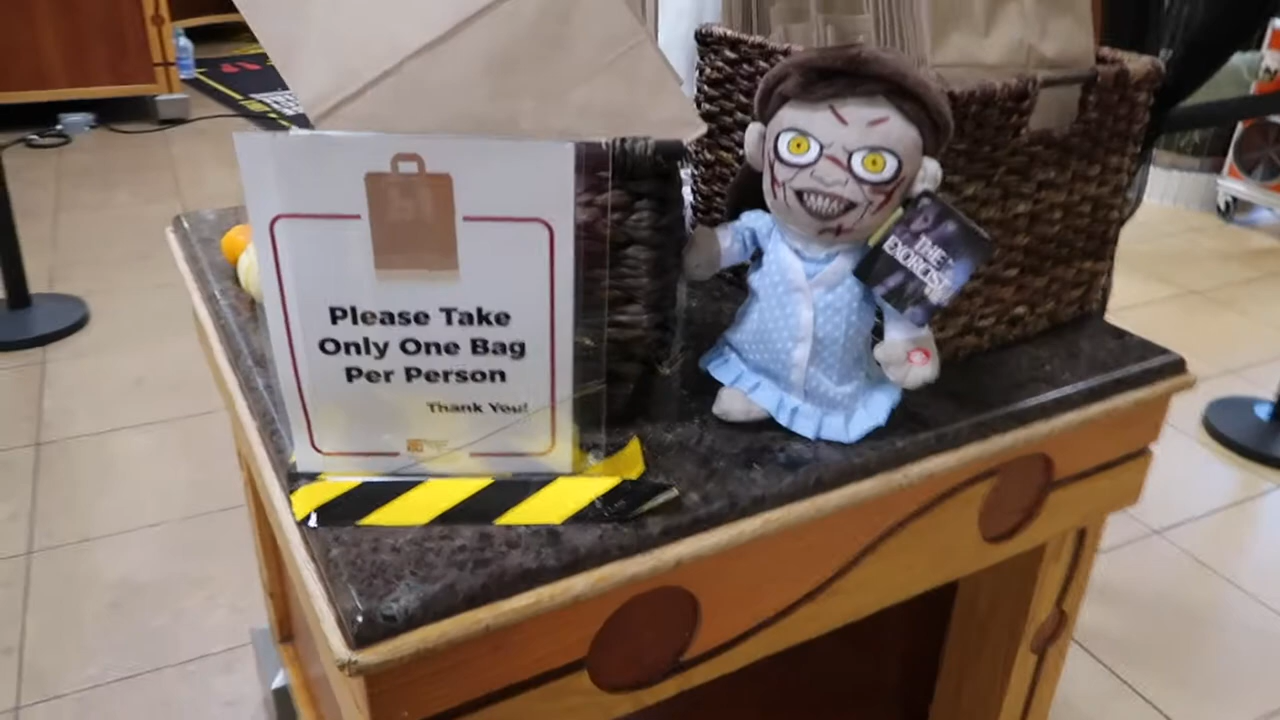 Please Take
Only One Bag
Per Person
Thank You!
THE
EXORCIST